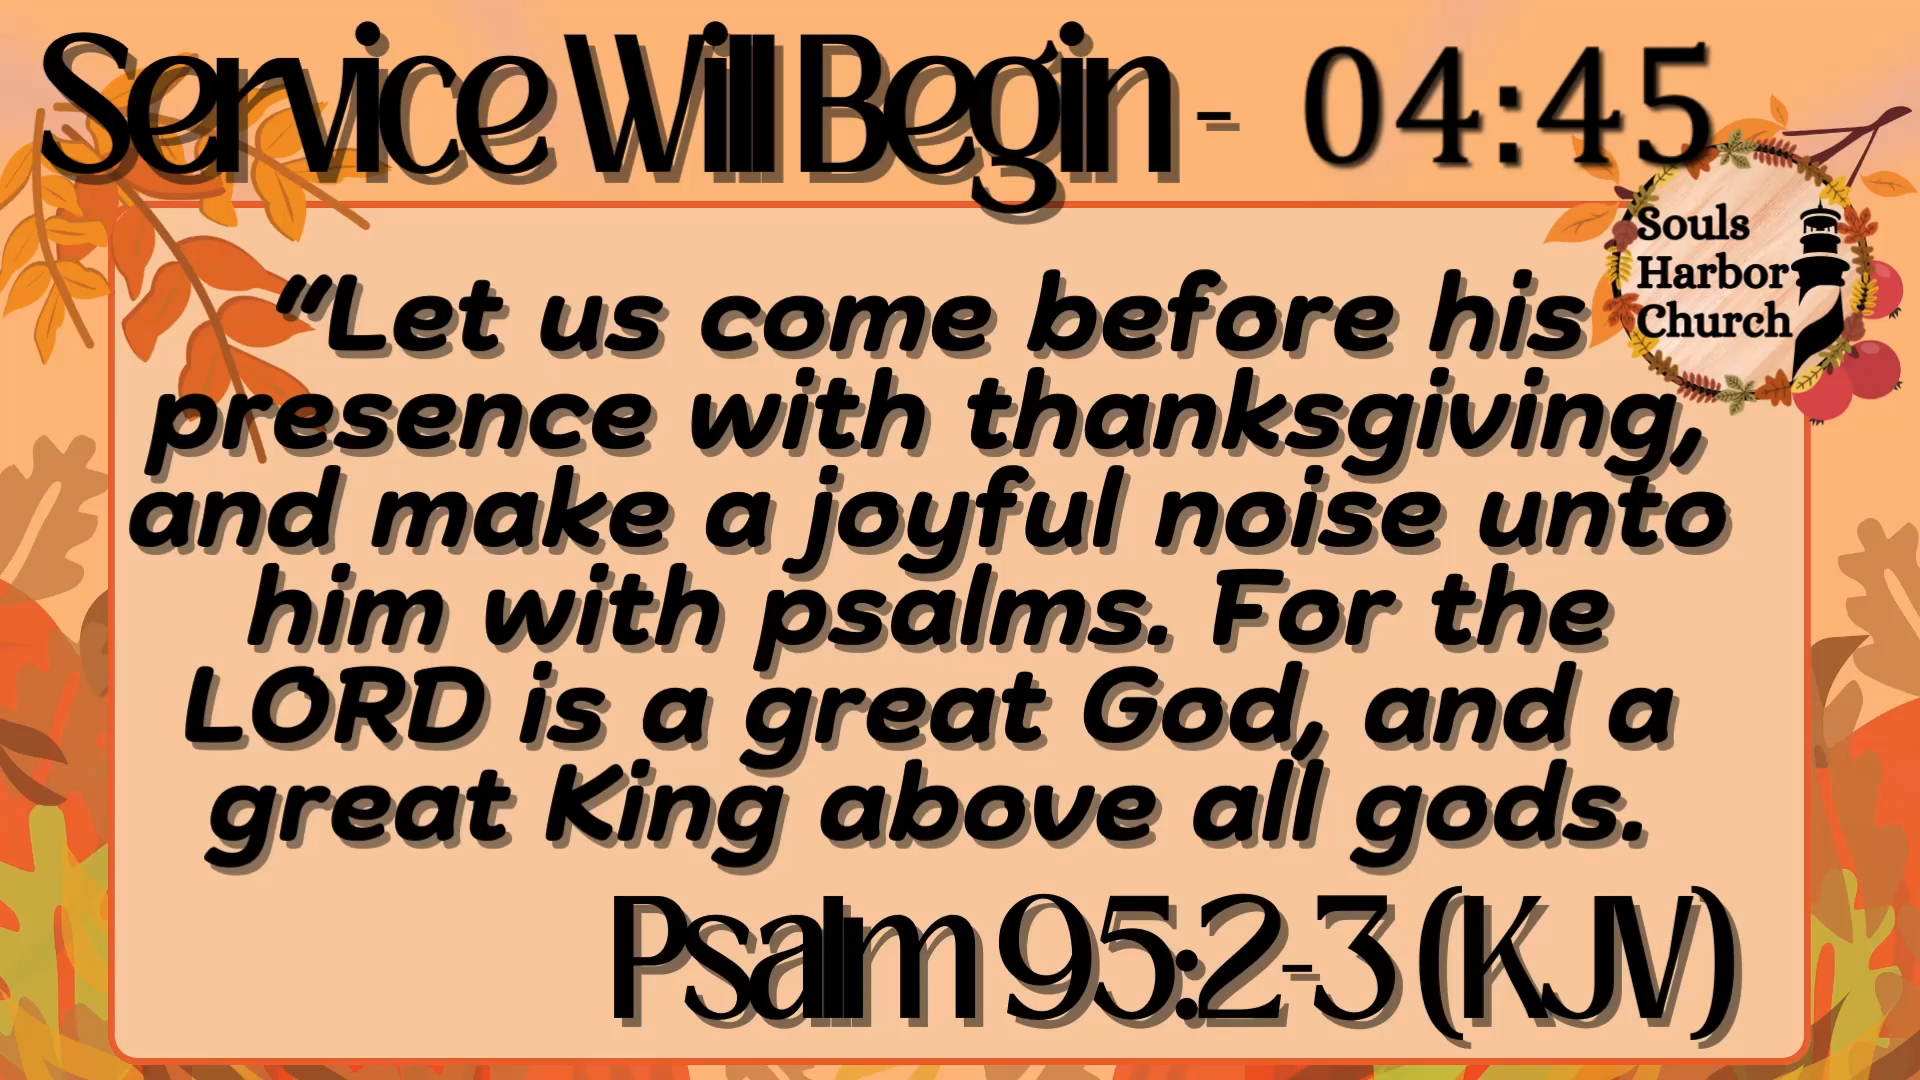 Service Will Begin - 04:45
Souls
Harbor
Church
“Let us come before his
presence with thanksgiving,
and make a joyful noise unto
him with psalms. For the
LORD is a great God, and a
great King above all gods.
Psalm 95:2-3 (KJV)